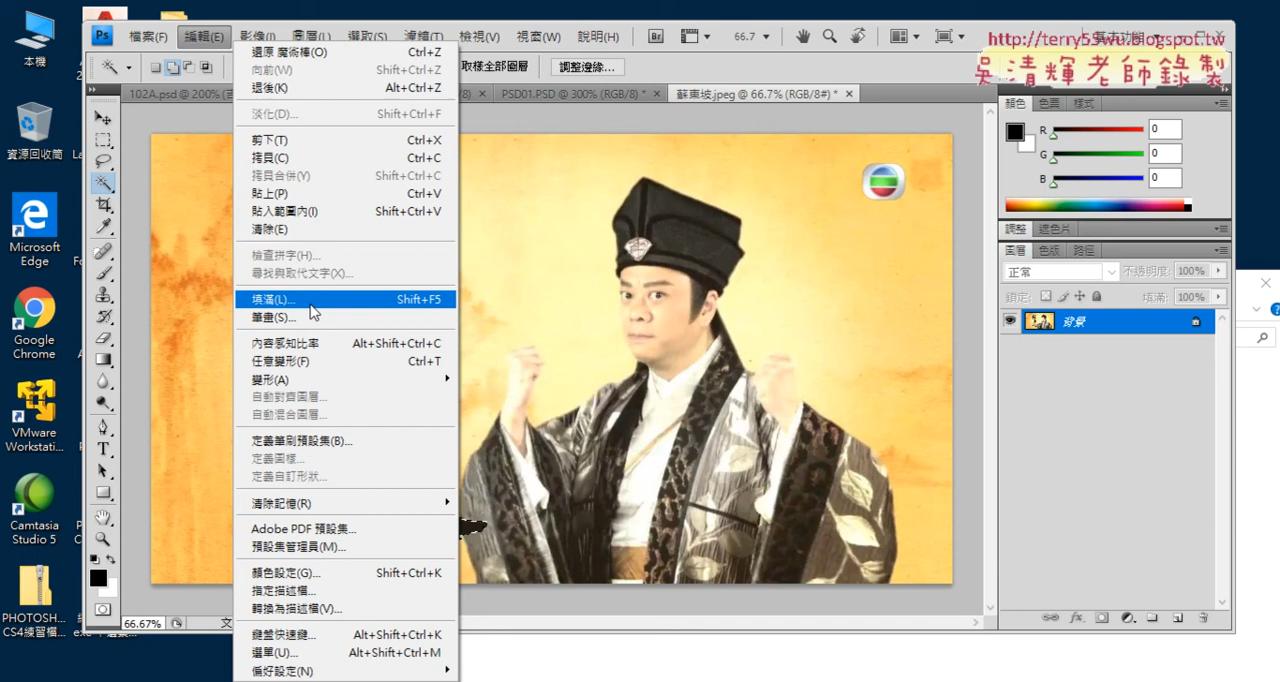 http://terry55wu.blogspot.tw
吳清輝老師錄製
Ps 檔案(F) 編輯(E) 影像(I) 圖層(L) 選取(S) 濾鏡(T) 檢視(V) 視窗(W) 說明(H) Br 66.7
取樣全部圖層 調整邊緣...
102A.psd @ 200%
/8) PSD01.PSD @ 300% (RGB/8) * 蘇東坡.jpeg @ 66.7% (RGB/8#) *
還原 魔術棒(O) Ctrl+Z
向前(W) Shift+Ctrl+Z
退後(K) Alt+Ctrl+Z
淡化(D)... Shift+Ctrl+F
剪下(T) Ctrl+X
拷貝(C) Ctrl+C
拷貝合併(Y) Shift+Ctrl+C
貼上(P) Ctrl+V
貼入範圍內(I) Shift+Ctrl+V
清除(E)
檢查拼字(H)...
尋找與取代文字(X)...
填滿(L)... Shift+F5
筆畫(S)...
內容感知比率 Alt+Shift+Ctrl+C
任意變形(F) Ctrl+T
變形(A)
自動對齊圖層...
自動混合圖層...
定義筆刷預設集(B)...
定義圖樣...
定義自訂形狀...
清除記憶(R)
Adobe PDF 預設集...
預設集管理員(M)...
顏色設定(G)... Shift+Ctrl+K
指定描述檔...
轉換為描述檔(V)...
鍵盤快速鍵... Alt+Shift+Ctrl+K
選單(U)... Alt+Shift+Ctrl+M
偏好設定(N)
66.67% 文
顏色 色票 樣式
R 0
G 0
B 0
調整 遮色片
圖層 色版 路徑
正常 不透明度: 100%
鎖定: 填滿: 100%
背景
本機
資源回收筒
Microsoft
Edge
Google
Chrome
VMware
Workstati...
Camtasia
Studio 5
PHOTOSH...
CS4練習檔...